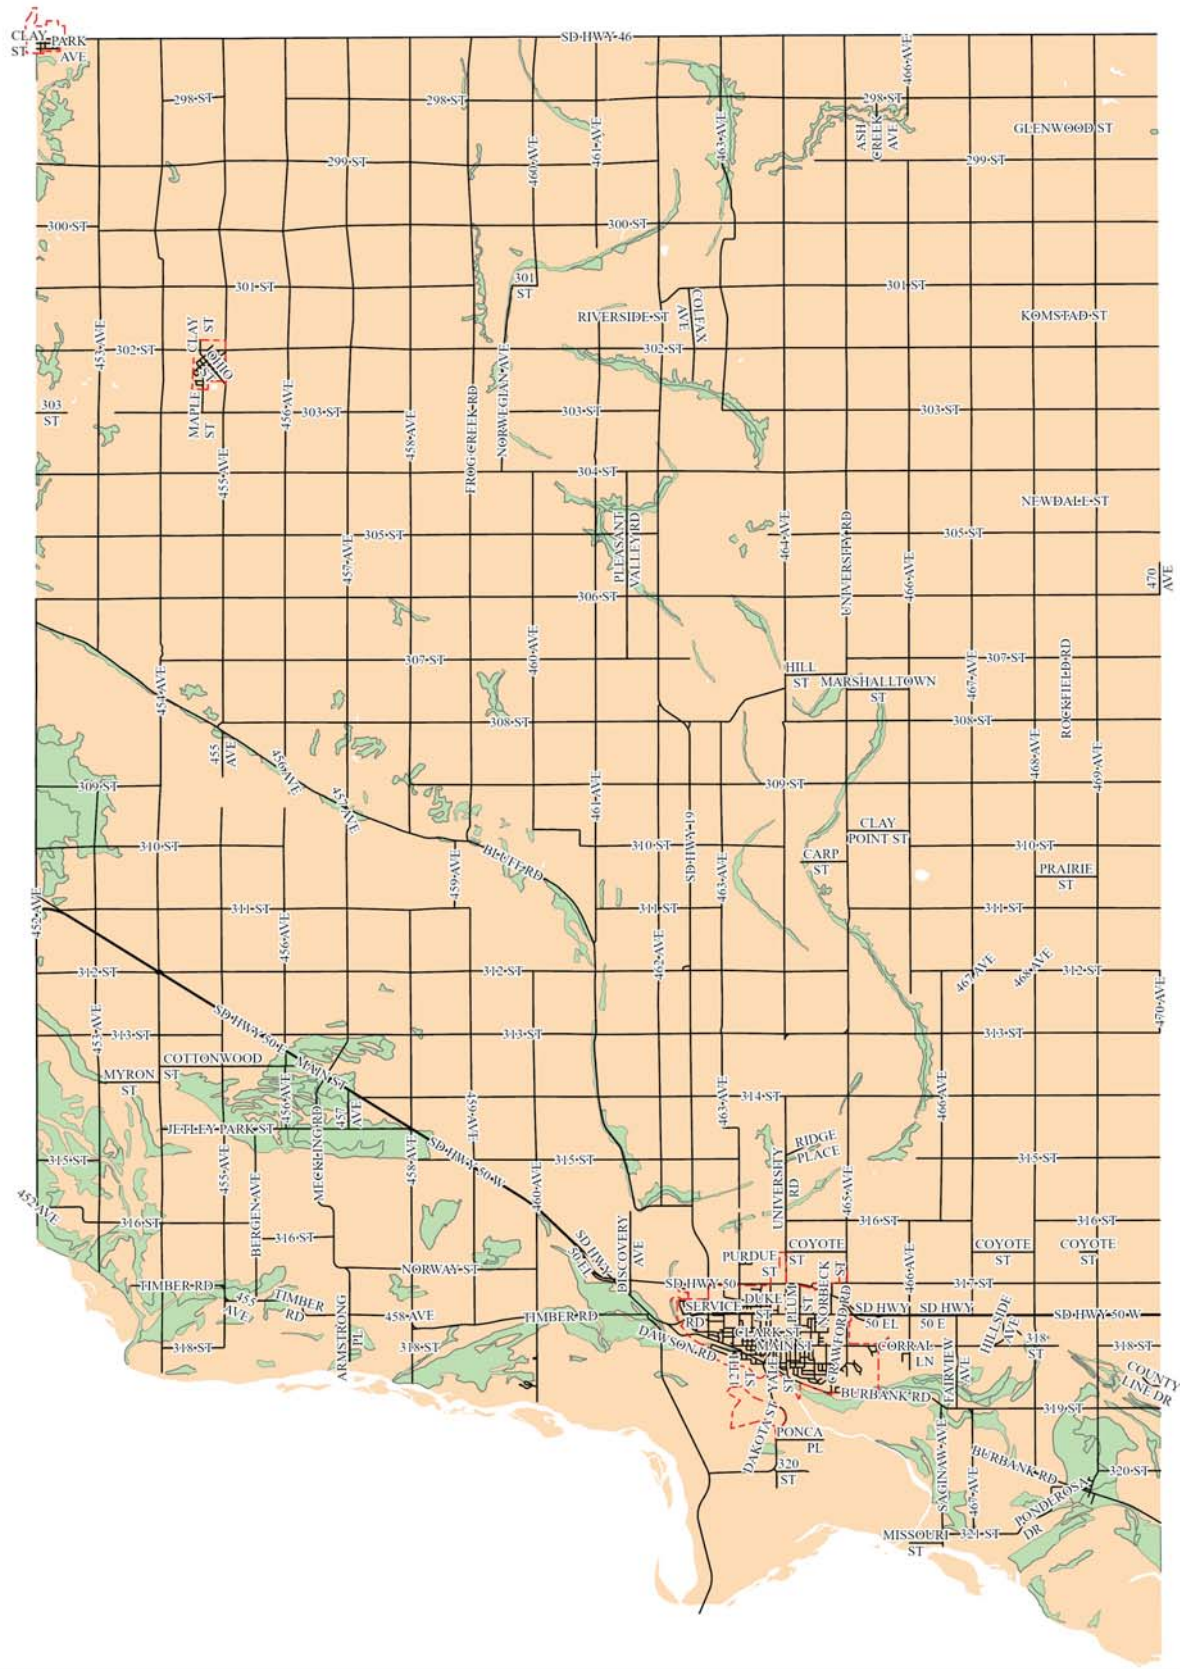 CLAY
ST
PARK
AVE
SD HWY 46
466 AVE
298 ST
298 ST
298 ST
ASH
CREEK
AVE
GLENWOOD ST
461 AVE
460 AVE
463 AVE
299 ST
299 ST
300 ST
300 ST
301 ST
301
ST
301 ST
CLAY
ST
RIVERSIDE ST
COLFAX
AVE
KOMSTAD ST
453 AVE
302 ST
OHIO
ST
302 ST
456 AVE
NORWEGIAN AVE
FROG CREEK RD
303
ST
MAPLE
ST
303 ST
458 AVE
303 ST
303 ST
455 AVE
304 ST
NEWDALE ST
457 AVE
305 ST
PLEASANT
VALLEY RD
464 AVE
UNIVERSITY RD
305 ST
466 AVE
470
AVE
306 ST
460 AVE
454 AVE
307 ST
307 ST
HILL
ST
MARSHALLTOWN
ST
467 AVE
ROCKFIELD RD
308 ST
308 ST
455
AVE
456 AVE
468 AVE
469 AVE
309 ST
457 AVE
461 AVE
309 ST
310 ST
BLUFF RD
459 AVE
310 ST
SD HWY 19
463 AVE
CLAY
POINT ST
CARP
ST
310 ST
PRAIRIE
ST
452 AVE
311 ST
456 AVE
311 ST
311 ST
462 AVE
312 ST
312 ST
467 AVE
468 AVE
312 ST
470 AVE
453 AVE
313 ST
SD HWY 50 E
313 ST
313 ST
COTTONWOOD
ST
MAIN ST
MYRON
ST
456 AVE
MECKLING RD
457
AVE
459 AVE
463 AVE
314 ST
466 AVE
JETLEY PARK ST
458 AVE
SD HWY 50 W
RIDGE
PLACE
315 ST
455 AVE
BERGEN AVE
460 AVE
315 ST
UNIVERSITY
RD
465 AVE
315 ST
452 AVE
316 ST
316 ST
SD HWY
50 EL
DISCOVERY
AVE
316 ST
316 ST
PURDUE
ST
COYOTE
ST
COYOTE
ST
COYOTE
ST
TIMBER RD
NORWAY ST
SD HWY 50
NORBECK
ST
466 AVE
317 ST
455
AVE
TIMBER
RD
ARMSTRONG
PL
458 AVE
TIMBER RD
SERVICE
RD
DUKE
ST
PLUM
ST
CRAWFORD RD
SD HWY
50 EL
SD HWY
50 E
HILLSIDE
AVE
SD HWY 50 W
318 ST
318 ST
DAWSON RD
CLARK ST
MAIN ST
CORRAL
LN
318
ST
318 ST
12TH
ST
YALE
ST
BURBANK RD
FAIRVIEW
AVE
COUNTY
LINE DR
319 ST
DAKOTA ST
PONCA
PL
320
ST
SAGINAW AVE
467 AVE
BURBANK RD
320 ST
PONDEROSA
DR
MISSOURI
ST
321 ST